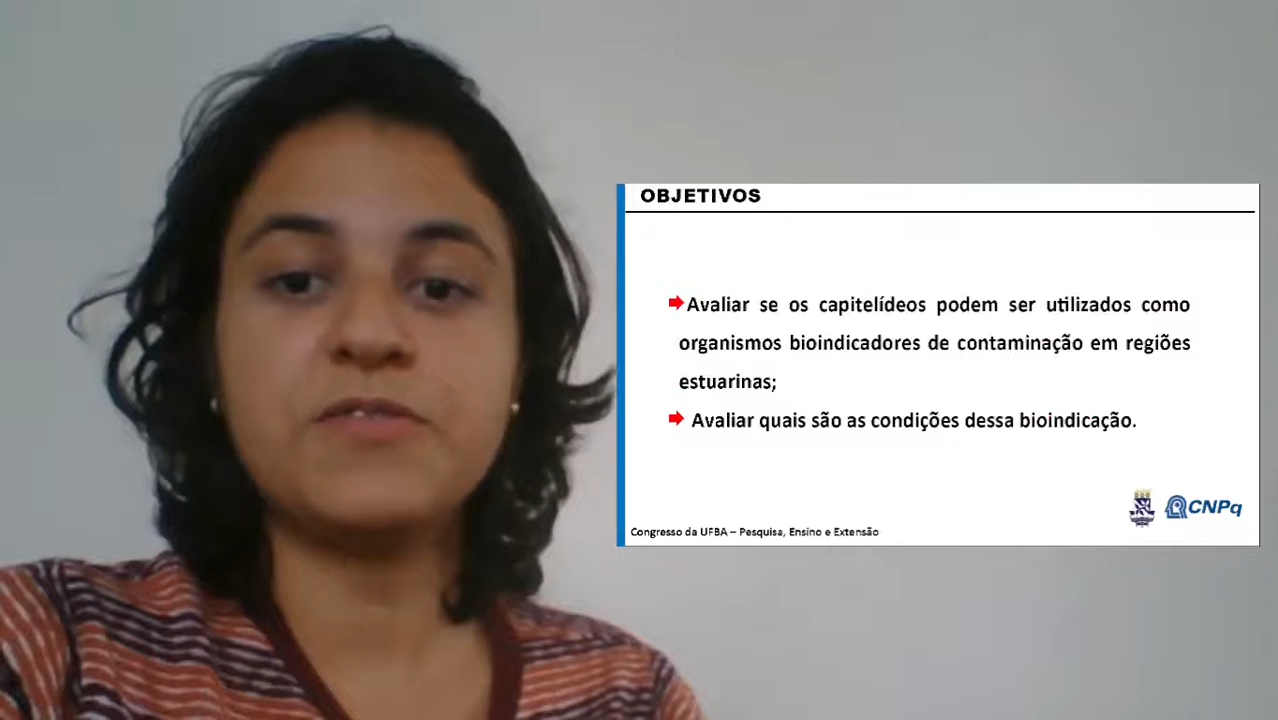 OBJETIVOS
Avaliar se os capitelídeos podem ser utilizados como
organismos bioindicadores de contaminação em regiões
estuarinas;
Avaliar quais são as condições dessa bioindicação.
CNPq
Congresso da UFBA – Pesquisa, Ensino e Extensão